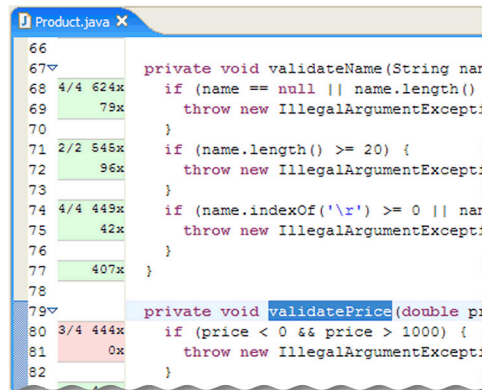 Product.java
66
67 private void validateName(String nam
68 4/4 624x if (name == null || name.length()
69 79x throw new IllegalArgumentExcepti
70 }
71 2/2 545x if (name.length() >= 20) {
72 96x throw new IllegalArgumentExcepti
73 }
74 4/4 449x if (name.indexOf('\r') >= 0 || nam
75 42x throw new IllegalArgumentExcepti
76 }
77 407x }
78
79 private void validatePrice(double pr
80 3/4 444x if (price < 0 && price > 1000) {
81 0x throw new IllegalArgumentExcepti
82 }